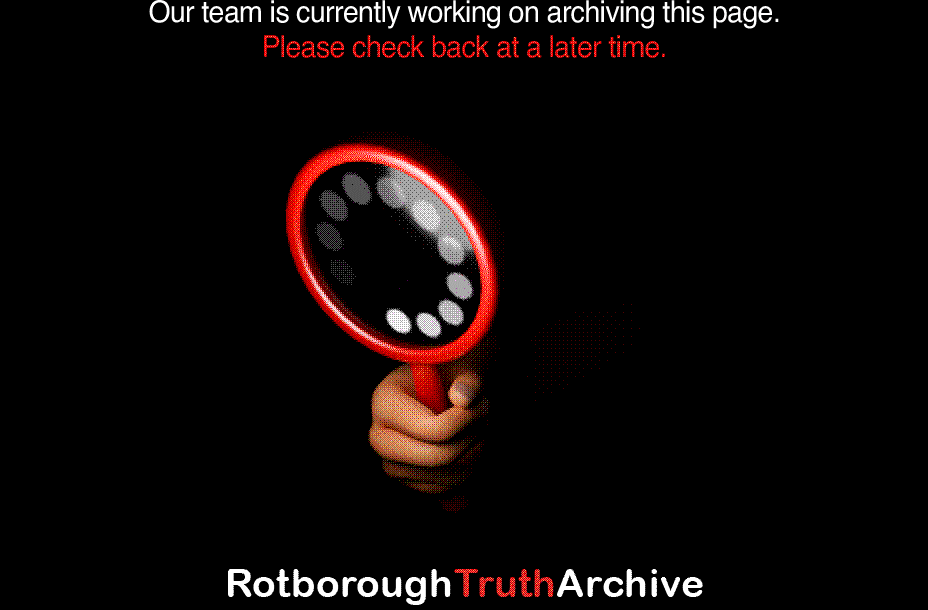 Our team is currently working on archiving this page.
Please check back at a later time.
RotboroughTruthArchive